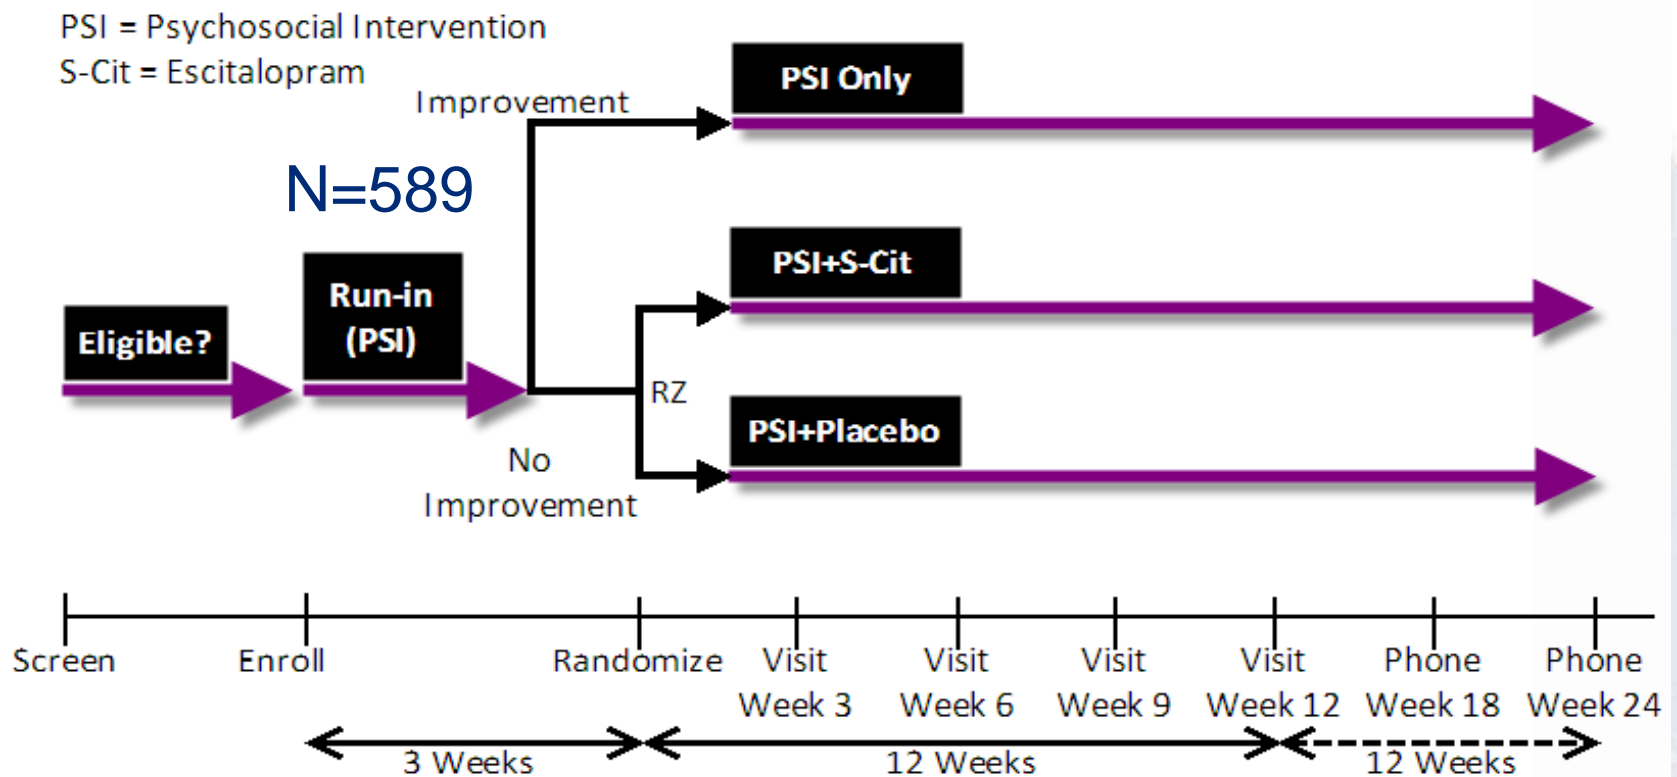 PSI = Psychosocial Intervention
S-Cit = Escitalopram
Improvement
PSI Only
N=589
PSI+S-Cit
Run-in
(PSI)
Eligible?
RZ
PSI+Placebo
No
Improvement
Screen
Enroll
Randomize
Visit
Week 3
Visit
Week 6
Visit
Week 9
Visit
Week 12
Phone
Week 18
Phone
Week 24
3 Weeks
12 Weeks
12 Weeks